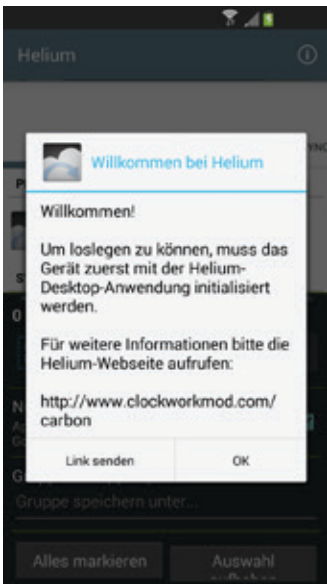 Helium
Willkommen bei Helium
Willkommen!
Um loslegen zu können, muss das
Gerät zuerst mit der Helium-
Desktop-Anwendung initialisiert
werden.
Für weitere Informationen bitte die
Helium-Webseite aufrufen:
http://www.clockworkmod.com/
carbon
Link senden OK
Gruppe speichern unter...
Alles markieren Auswahl